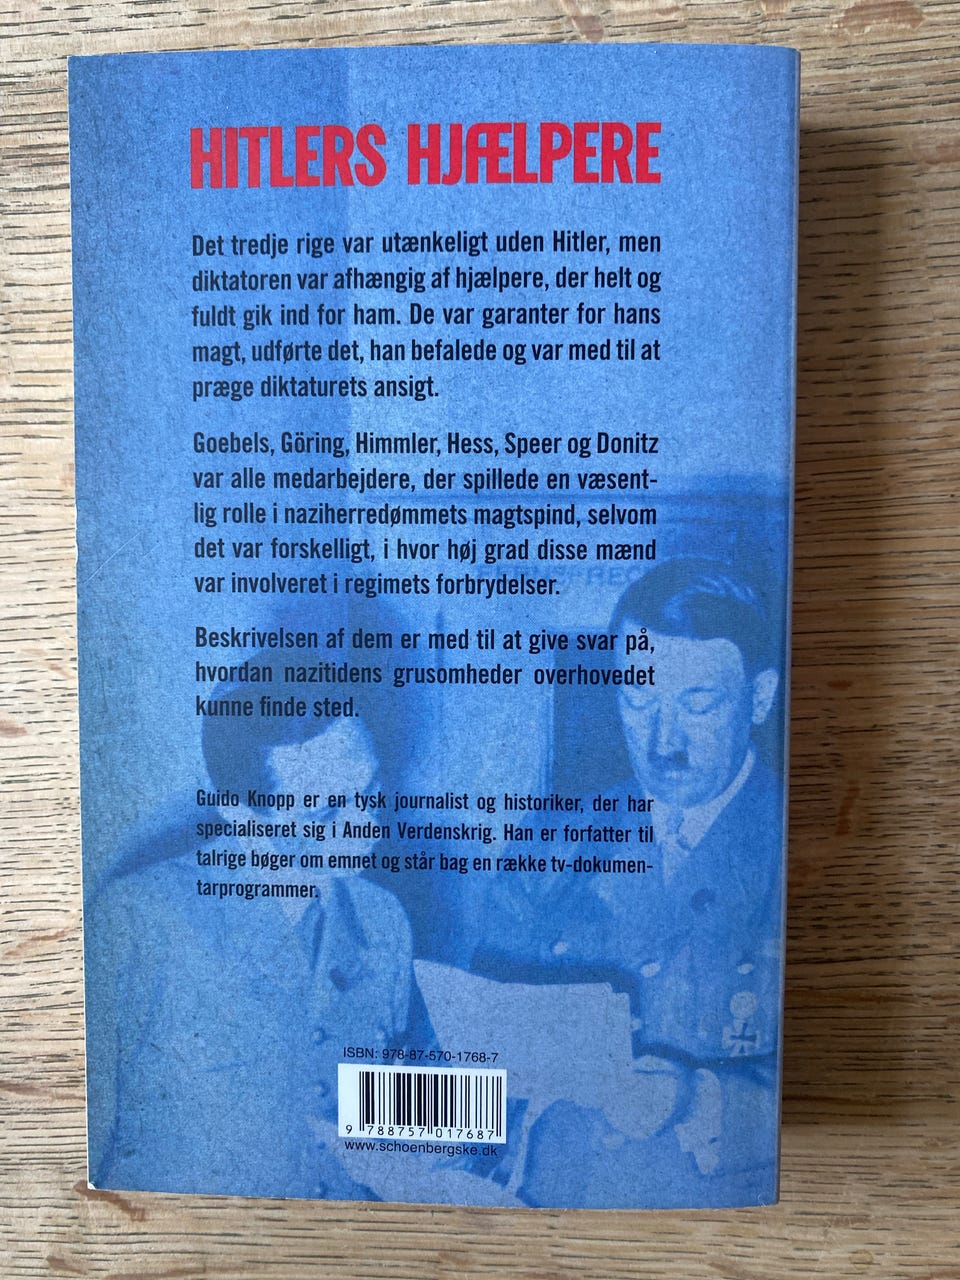 HITLERS HJÆLPERE
Det tredje rige var utænkeligt uden Hitler, men
diktatoren var afhængig af hjælpere, der helt og
fuldt gik ind for ham. De var garanter for hans
magt, udførte det, han befalede og var med til at
præge diktaturets ansigt.
Goebels, Göring, Himmler, Hess, Speer og Donitz
var alle medarbejdere, der spillede en væsent-
lig rolle i naziherredømmets magtspind, selvom
det var forskelligt, i hvor høj grad disse mænd
var involveret i regimets forbrydelser.
Beskrivelsen af dem er med til at give svar på,
hvordan nazitidens grusomheder overhovedet
kunne finde sted.
Guido Knopp er en tysk journalist og historiker, der har
specialiseret sig i Anden Verdenskrig. Han er forfatter til
talrige bøger om emnet og står bag en række tv-dokumen-
tarprogrammer.
ISBN: 978-87-570-1768-7
9 788757 017687
www.schoenbergske.dk